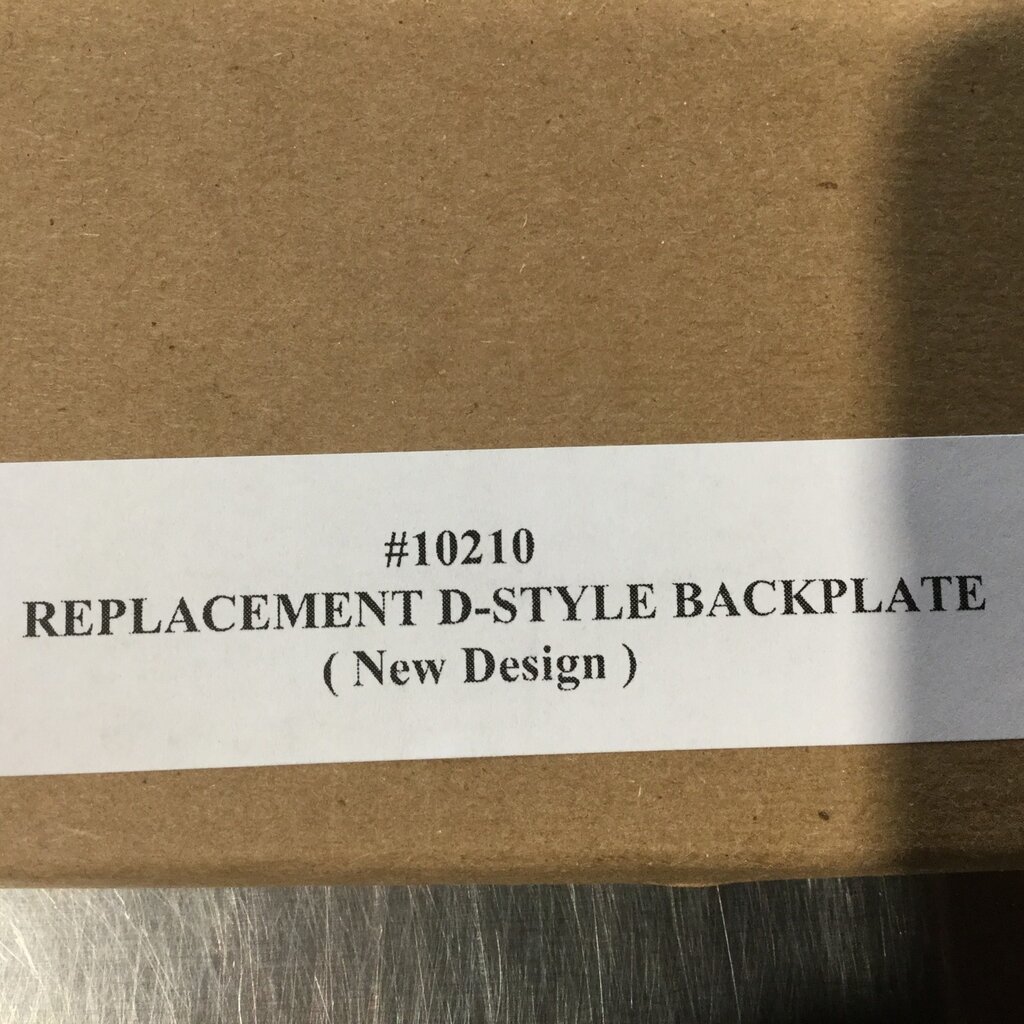 #10210
REPLACEMENT D-STYLE BACKPLATE
( New Design )